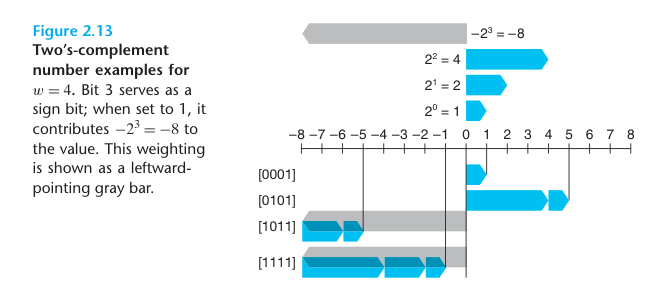 Figure 2.13
Two’s-complement
number examples for
w = 4. Bit 3 serves as a
sign bit; when set to 1, it
contributes −2³ = −8 to
the value. This weighting
is shown as a leftward-
pointing gray bar.
−2³ = −8
2² = 4
2¹ = 2
2⁰ = 1
−8 −7 −6 −5 −4 −3 −2 −1 0 1 2 3 4 5 6 7 8
[0001]
[0101]
[1011]
[1111]